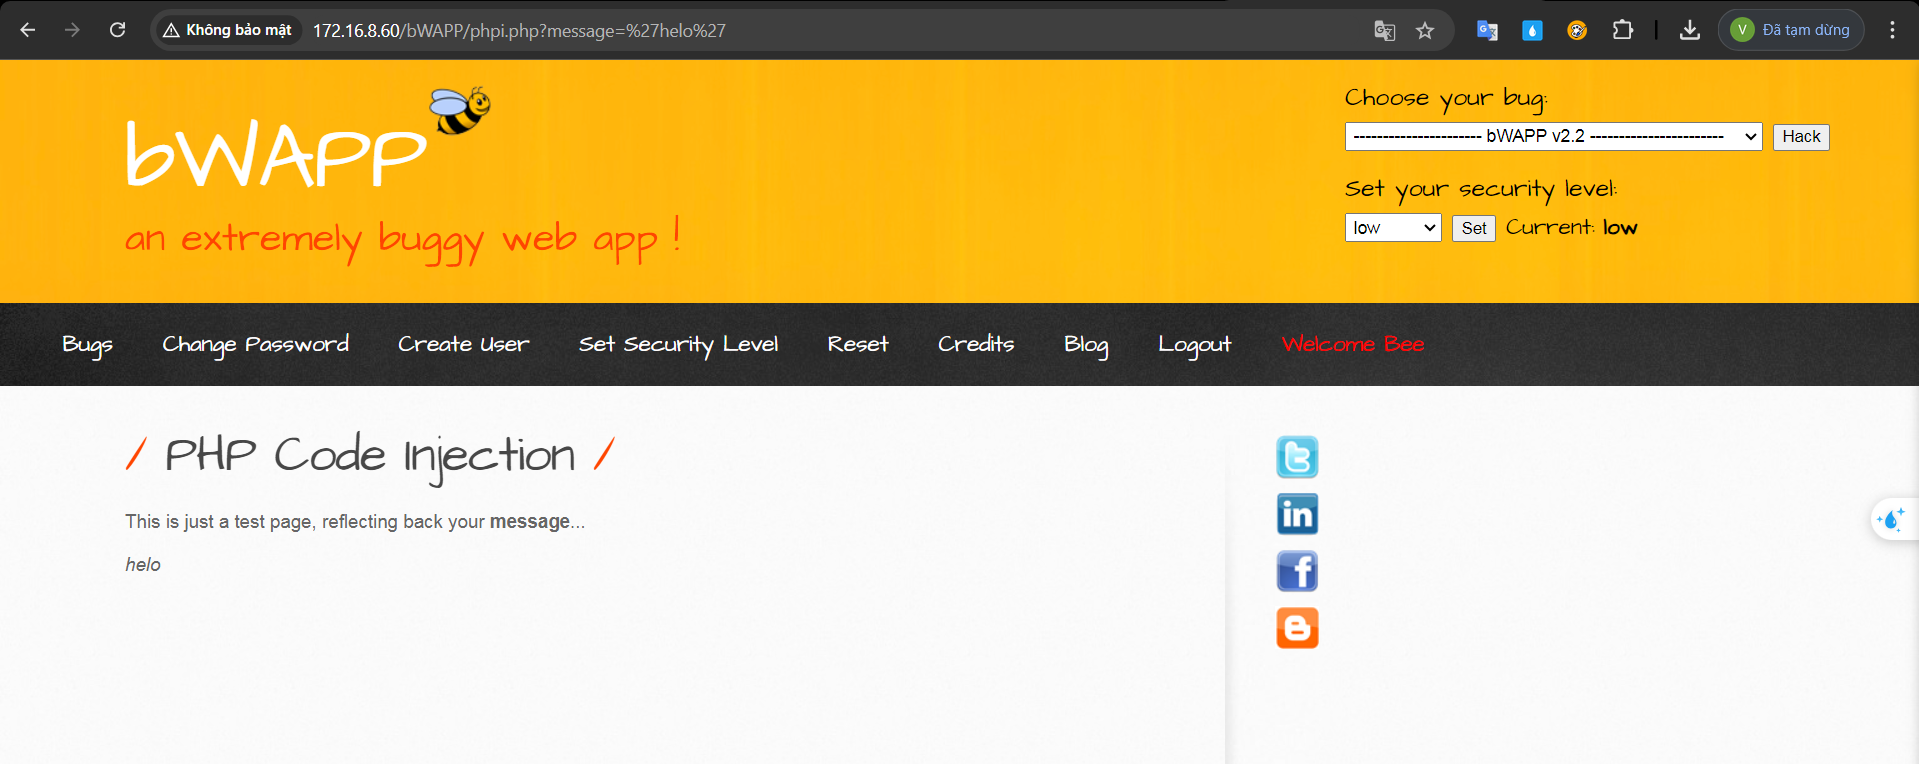 Không bảo mật 172.16.8.60/bWAPP/phpi.php?message=%27helo%27
V Đã tạm dừng
bWAPP
an extremely buggy web app !
Choose your bug:
---------------------- bWAPP v2.2 ----------------------- Hack
Set your security level:
low Set Current: low
Bugs Change Password Create User Set Security Level Reset Credits Blog Logout Welcome Bee
/ PHP Code Injection /
This is just a test page, reflecting back your message...
helo